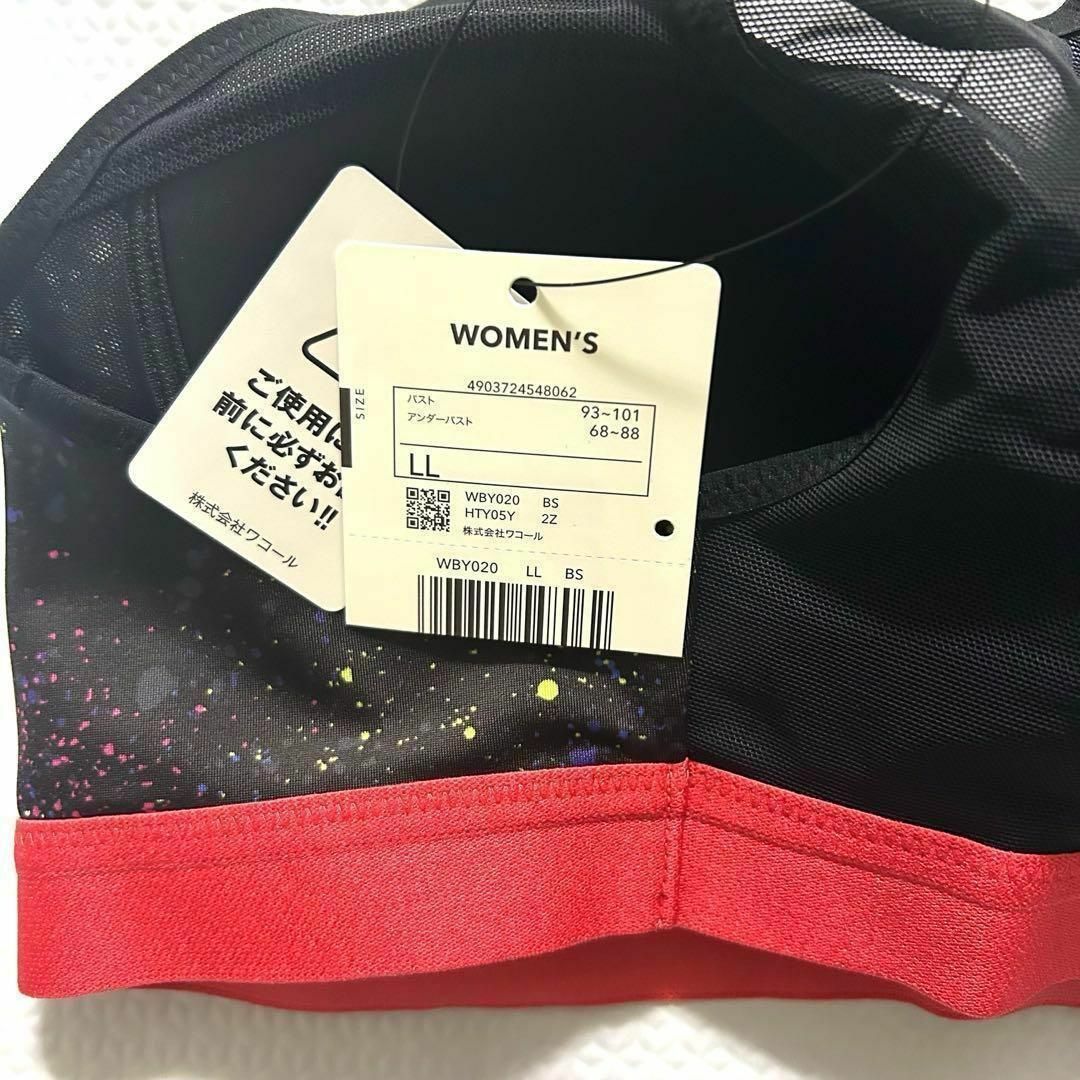 WOMEN'S
SIZE
4903724548062
バスト 93~101
アンダーバスト 68~88
LL
WBY020 BS
HTY05Y 2Z
株式会社ワコール
WBY020 LL BS
ご使用に
前に必ずお
ください!!
株式会社ワコール